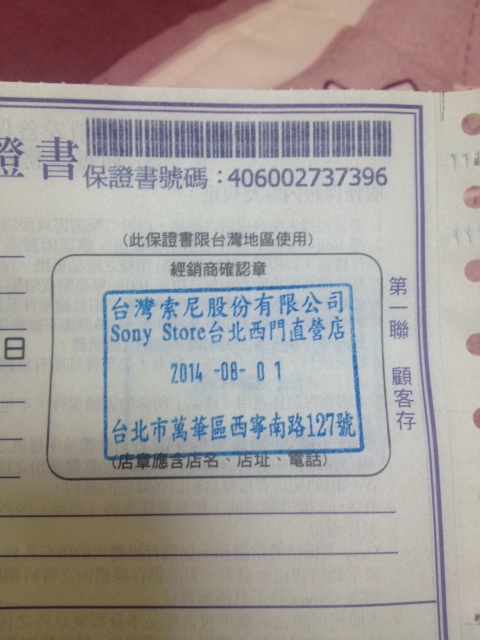 證書
保證書號碼：406002737396
(此保證書限台灣地區使用)
經銷商確認章
台灣索尼股份有限公司
Sony Store台北西門直營店
2014 -08- 01
台北市萬華區西寧南路127號
(店章應含店名、店址、電話)
日
第一聯 顧客存